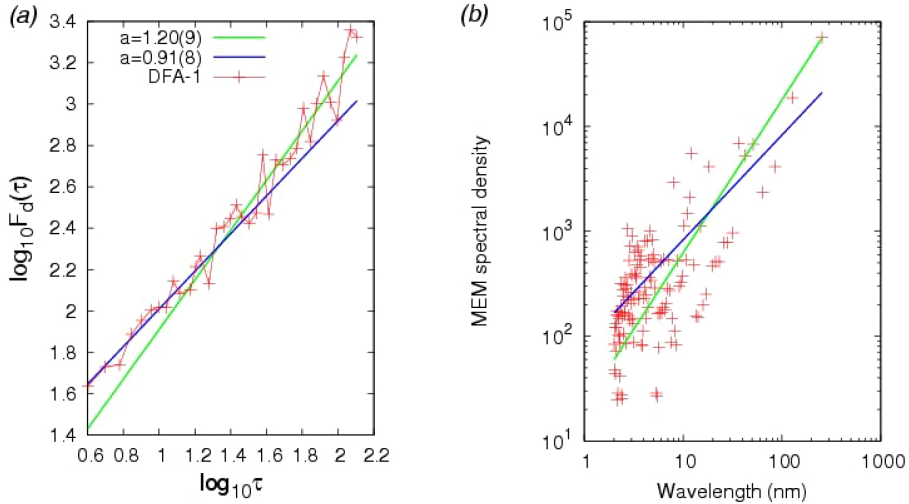 (a)
a=1.20(9)
a=0.91(8)
DFA-1
3.4
3.2
3.0
2.8
2.6
2.4
2.2
2.0
1.8
1.6
1.4
log10Fd(τ)
0.6 0.8 1 1.2 1.4 1.6 1.8 2 2.2
log10τ
(b)
10^5
10^4
10^3
10^2
10^1
MEM spectral density
1 10 100 1000
Wavelength (nm)